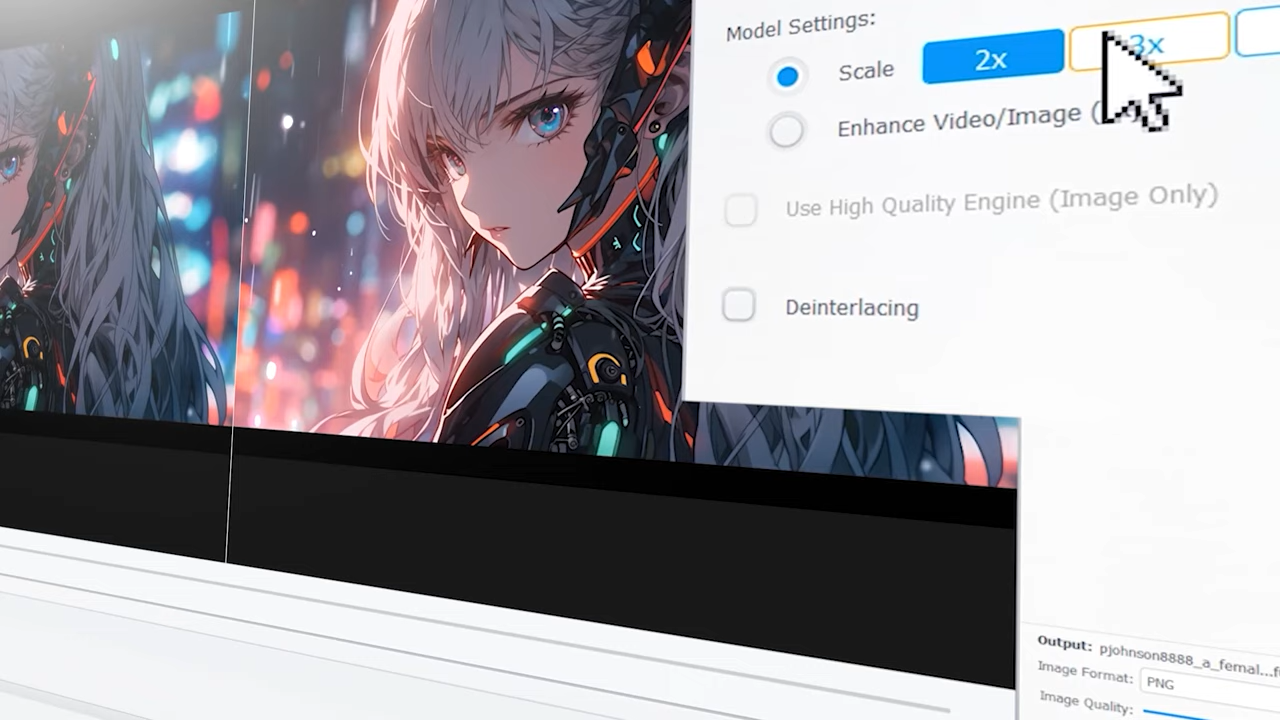 Model Settings:
Scale 2x 3x
Enhance Video/Image (
Use High Quality Engine (Image Only)
Deinterlacing
Output: pjohnson8888_a_femal...f
Image Format: PNG
Image Quality: